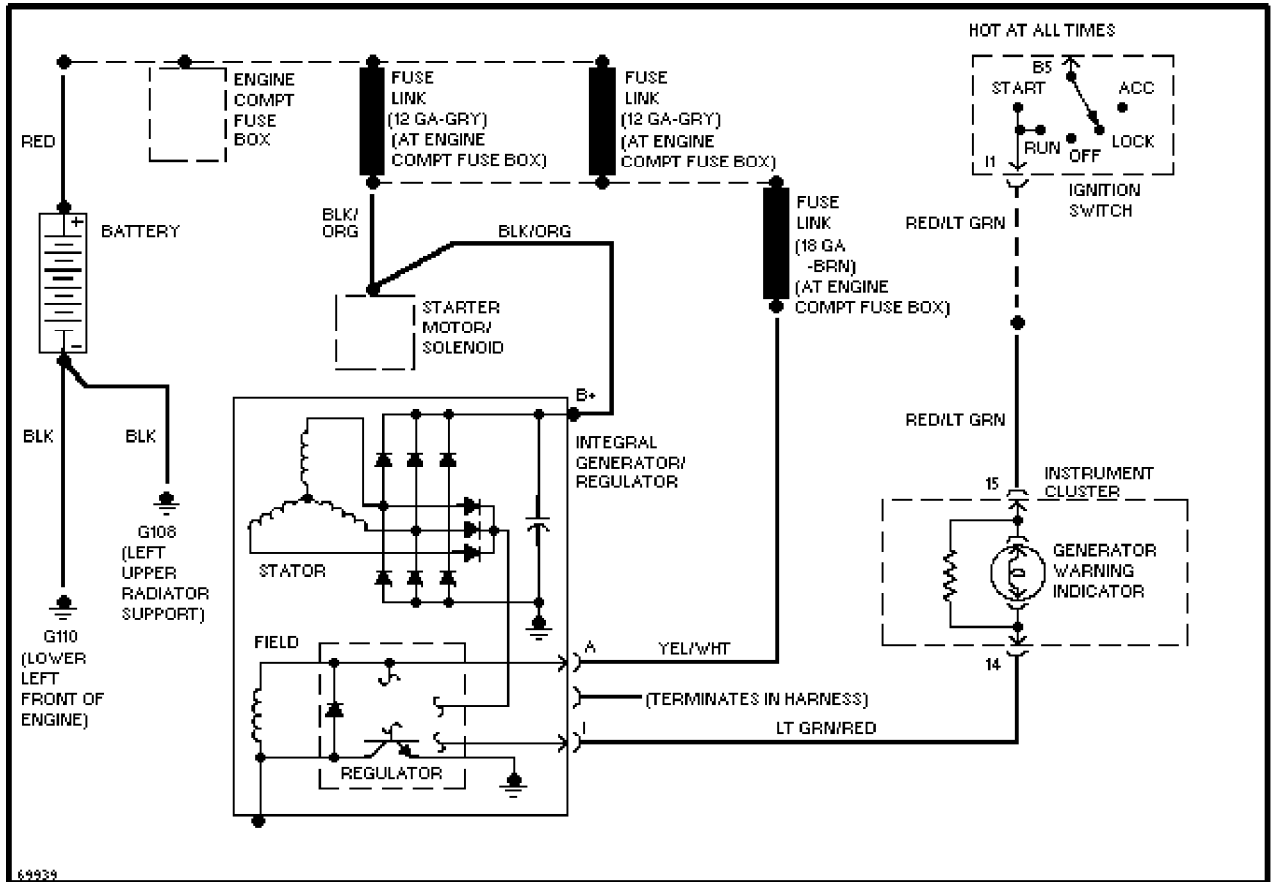 HOT AT ALL TIMES
B5
START
ACC
RUN
OFF
LOCK
I1
IGNITION
SWITCH
ENGINE
COMPT
FUSE
BOX
FUSE
LINK
(12 GA-GRY)
(AT ENGINE
COMPT FUSE BOX)
FUSE
LINK
(12 GA-GRY)
(AT ENGINE
COMPT FUSE BOX)
RED
BLK/
ORG
BLK/ORG
FUSE
LINK
(18 GA
-BRN)
(AT ENGINE
COMPT FUSE BOX)
RED/LT GRN
+
BATTERY
-
STARTER
MOTOR/
SOLENOID
B+
BLK
BLK
RED/LT GRN
INTEGRAL
GENERATOR/
REGULATOR
15
INSTRUMENT
CLUSTER
G108
(LEFT
UPPER
RADIATOR
SUPPORT)
STATOR
GENERATOR
WARNING
INDICATOR
G110
(LOWER
LEFT
FRONT OF
ENGINE)
FIELD
A
YEL/WHT
14
(TERMINATES IN HARNESS)
I
LT GRN/RED
REGULATOR
69939